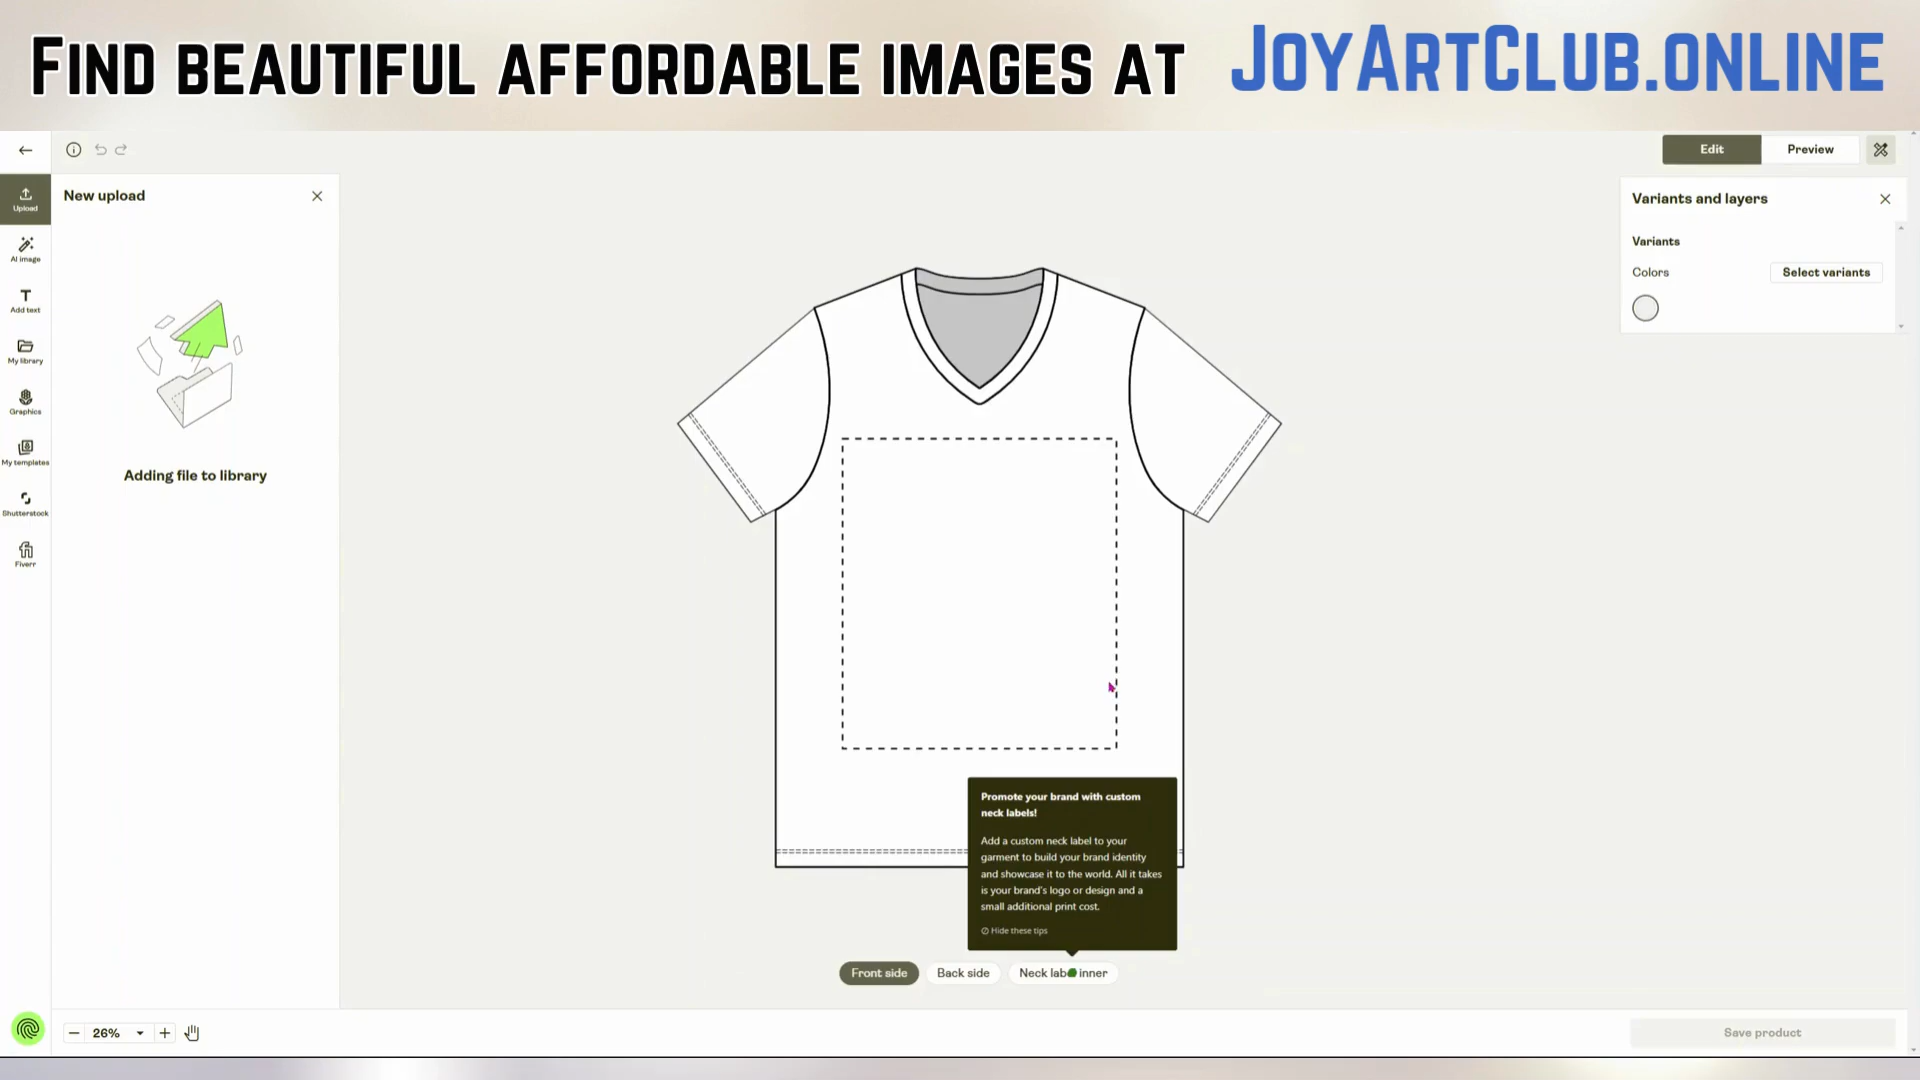 FIND BEAUTIFUL AFFORDABLE IMAGES AT JOYARTCLUB.ONLINE
Edit
Preview
Upload
New upload
Variants and layers
AI image
Variants
Colors
Select variants
Add text
My library
Graphics
My templates
Adding file to library
Shutterstock
Fiverr
Promote your brand with custom
neck labels!
Add a custom neck label to your
garment to build your brand identity
and showcase it to the world. All it takes
is your brand's logo or design and a
small additional print cost.
Hide these tips
Front side
Back side
Neck label inner
26%
Save product